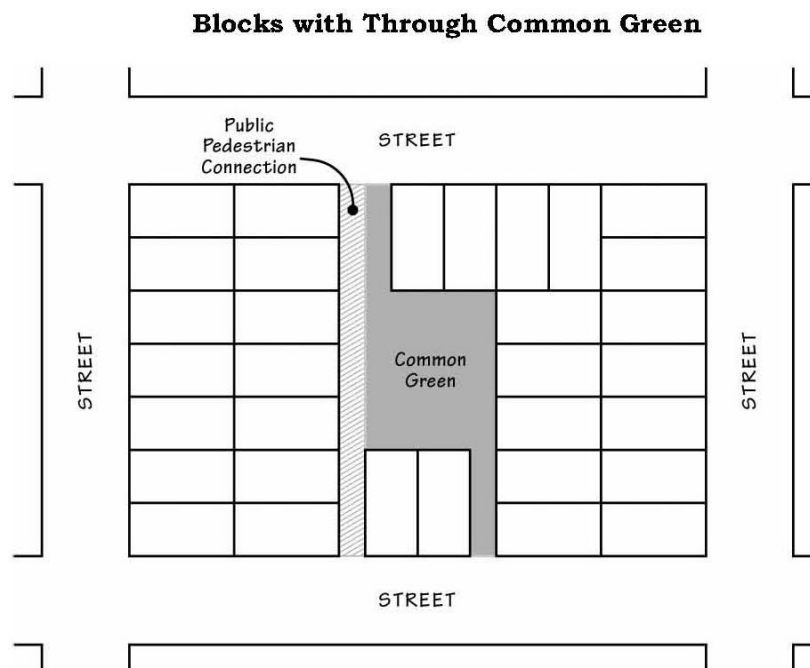 Blocks with Through Common Green
Public
Pedestrian
Connection
STREET
STREET
Common
Green
STREET
STREET